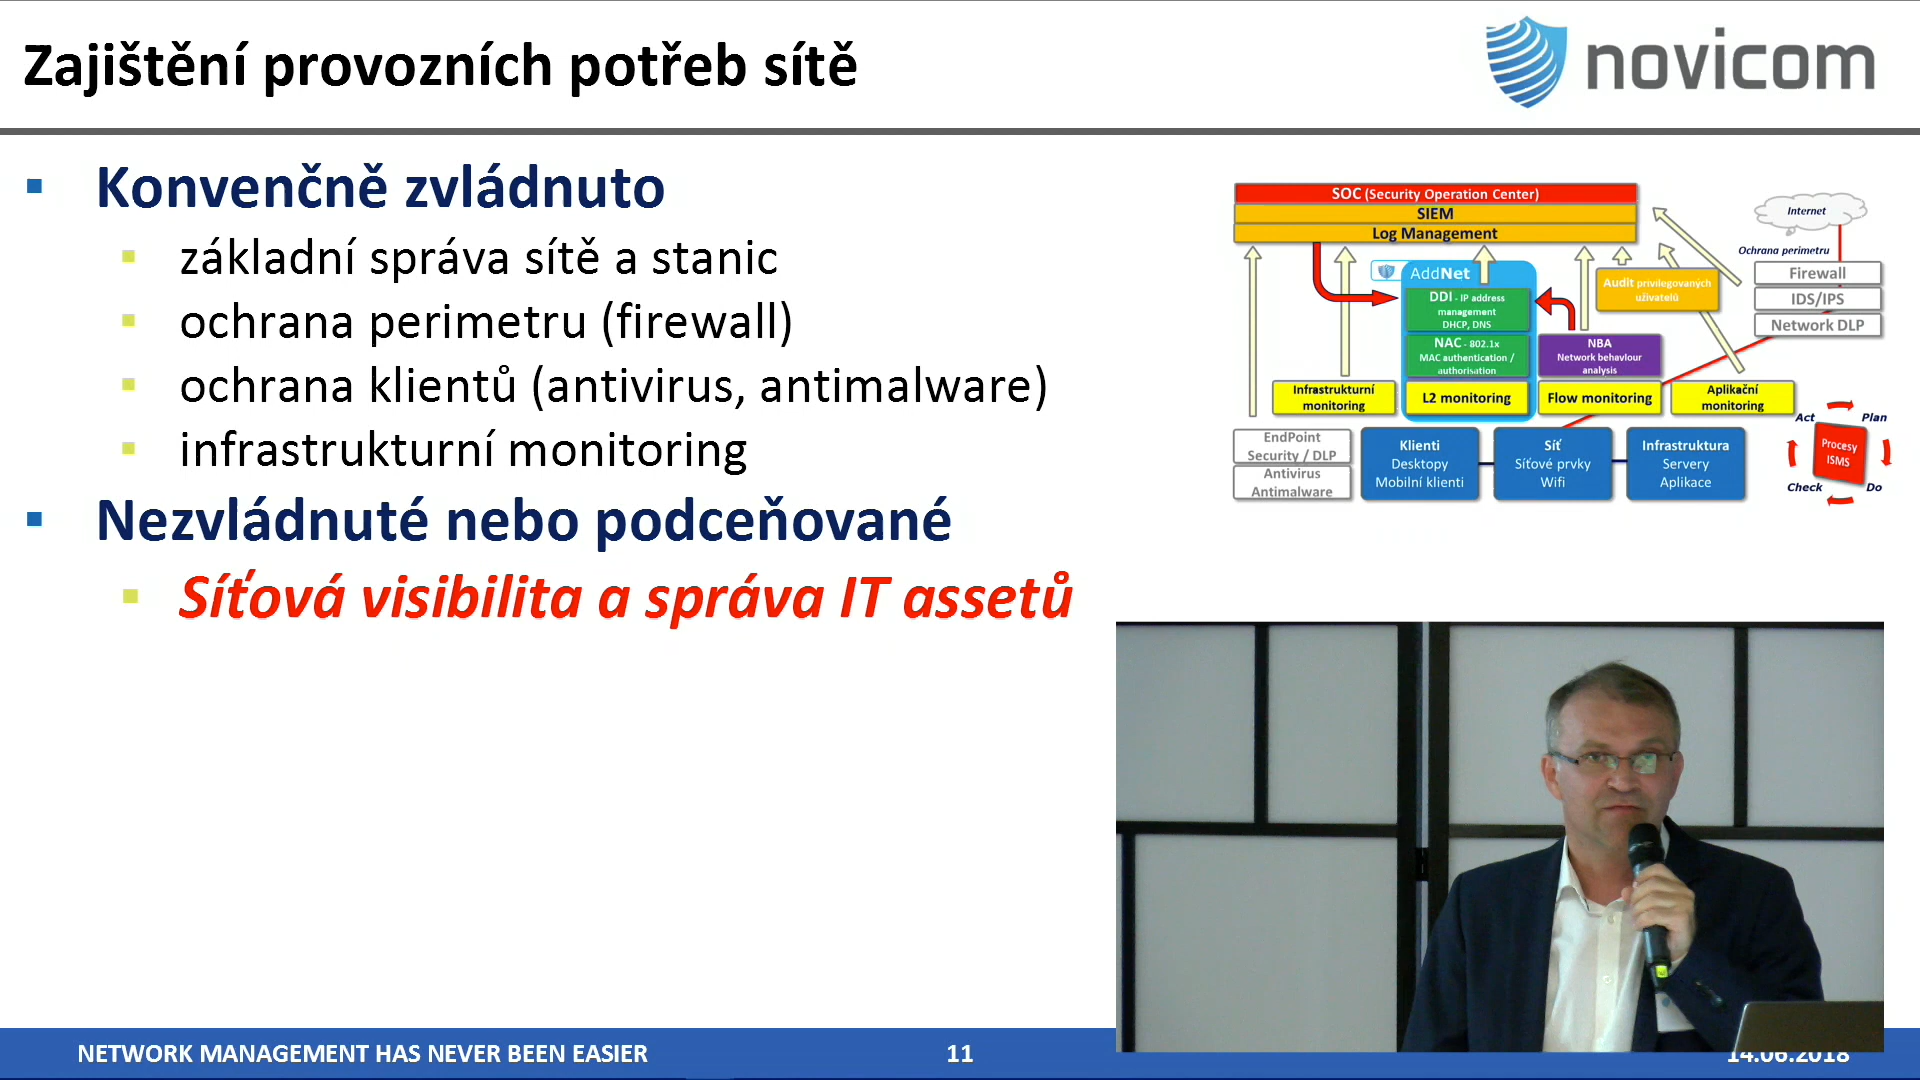 Zajištění provozních potřeb sítě
novicom
Konvenčně zvládnuto
základní správa sítě a stanic
ochrana perimetru (firewall)
ochrana klientů (antivirus, antimalware)
infrastrukturní monitoring
Nezvládnuté nebo podceňované
Síťová visibilita a správa IT assetů
SOC (Security Operation Center)
SIEM
Log Management
Internet
Ochrana perimetru
Firewall
IDS/IPS
Network DLP
AddNet
DDI - IP address
management
DHCP, DNS
NAC - 802.1x
MAC authentication /
authorisation
L2 monitoring
Audit privilegovaných
uživatelů
NBA
Network behaviour
analysis
Flow monitoring
Infrastrukturní
monitoring
Aplikační
monitoring
EndPoint
Security / DLP
Antivirus
Antimalware
Klienti
Desktopy
Mobilní klienti
Síť
Síťové prvky
Wifi
Infrastruktura
Servery
Aplikace
Act
Plan
Procesy
ISMS
Check
Do
NETWORK MANAGEMENT HAS NEVER BEEN EASIER
11
14.06.2018